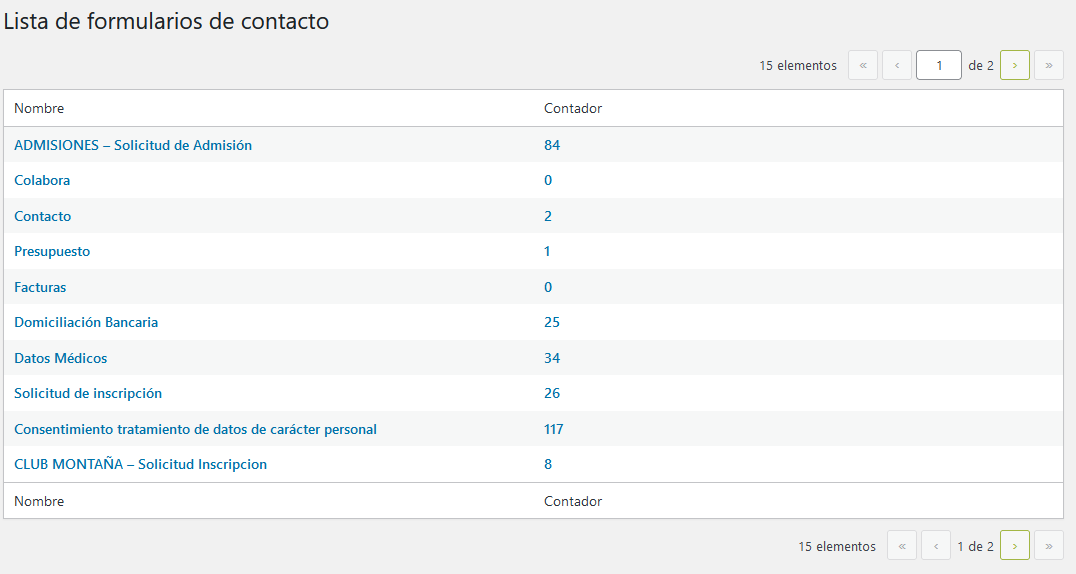 Lista de formularios de contacto
15 elementos « ‹ 1 de 2 › »
Nombre Contador
ADMISIONES – Solicitud de Admisión 84
Colabora 0
Contacto 2
Presupuesto 1
Facturas 0
Domiciliación Bancaria 25
Datos Médicos 34
Solicitud de inscripción 26
Consentimiento tratamiento de datos de carácter personal 117
CLUB MONTAÑA – Solicitud Inscripcion 8
Nombre Contador
15 elementos « ‹ 1 de 2 › »